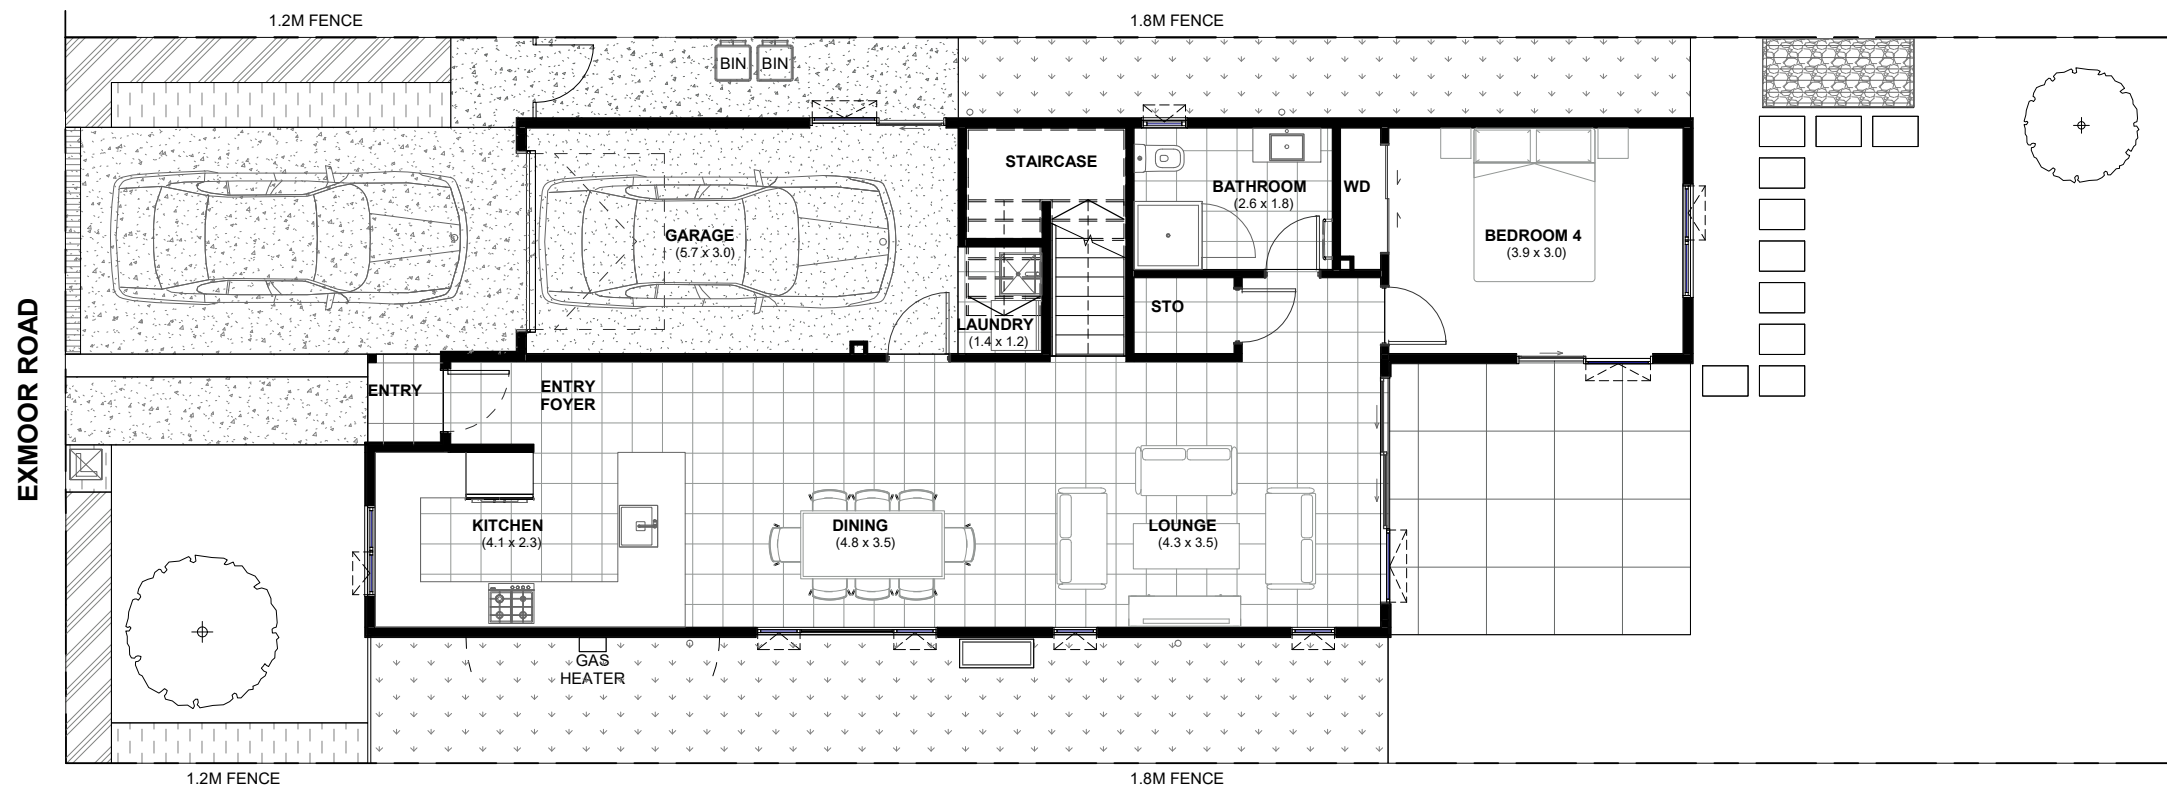 1.2M FENCE
1.8M FENCE
BIN
BIN
STAIRCASE
BATHROOM
(2.6 x 1.8)
WD
GARAGE
(5.7 x 3.0)
BEDROOM 4
(3.9 x 3.0)
STO
LAUNDRY
(1.4 x 1.2)
EXMOOR ROAD
ENTRY
ENTRY
FOYER
KITCHEN
(4.1 x 2.3)
DINING
(4.8 x 3.5)
LOUNGE
(4.3 x 3.5)
GAS
HEATER
1.2M FENCE
1.8M FENCE